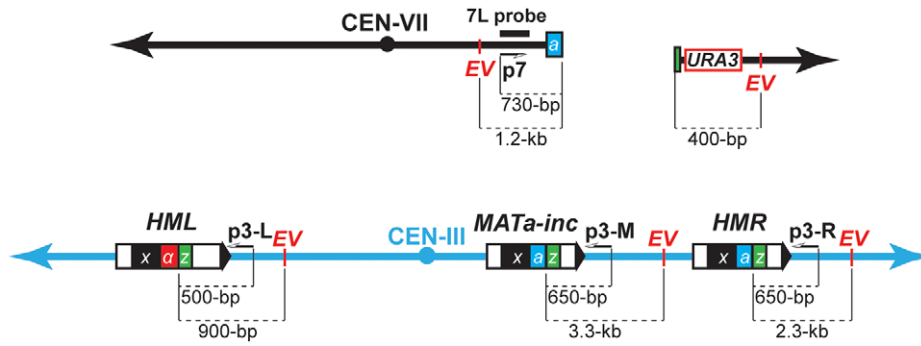 7L probe
CEN-VII
a
EV
p7
730-bp
1.2-kb
URA3
EV
400-bp
HML
p3-L
EV
CEN-III
MATa-inc
p3-M
EV
HMR
p3-R
EV
x
α
z
x
a
z
x
a
z
500-bp
900-bp
650-bp
3.3-kb
650-bp
2.3-kb